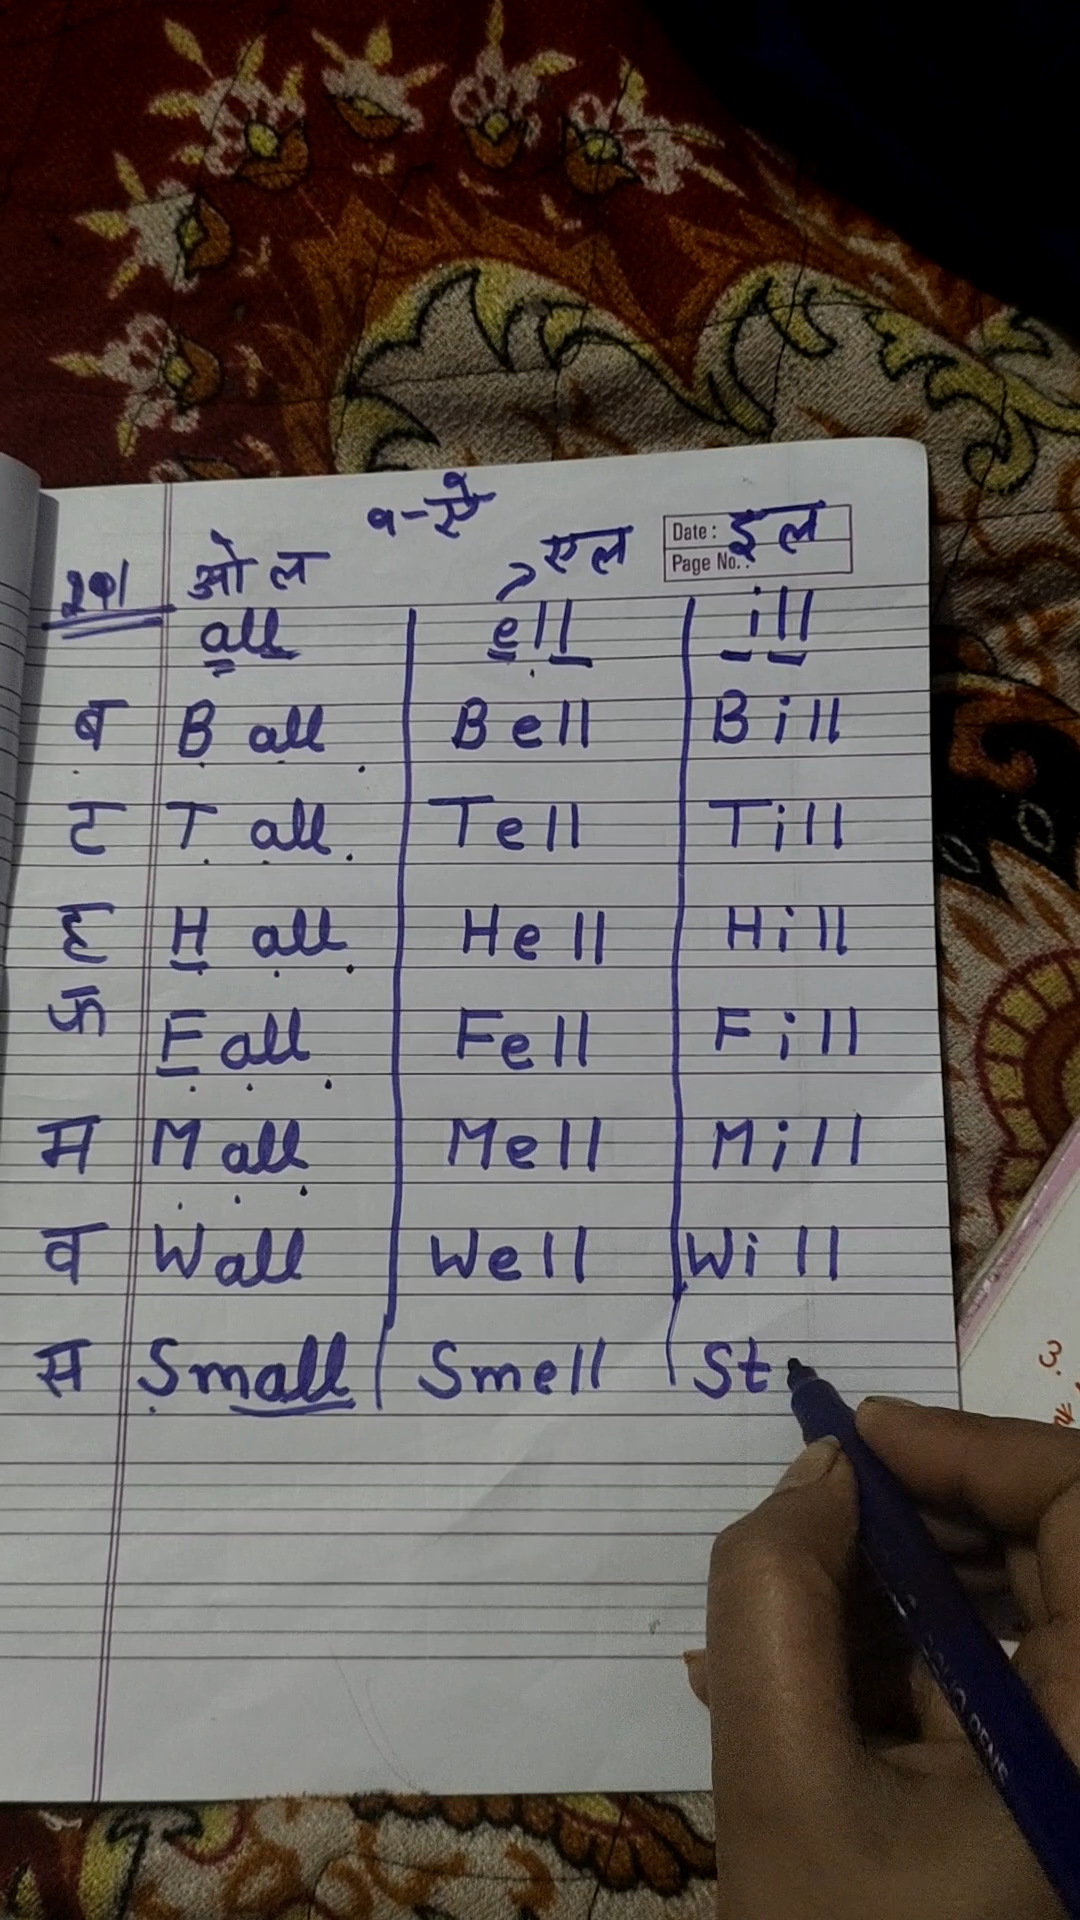 ओल एल Date: इल
Page No.:
all ell ill
ब Ball Bell Bill
ट Tall Tell Till
ह Hall Hell Hill
फ Fall Fell Fill
म Mall Mell Mill
व Wall Well Will
स Small Smell St
3